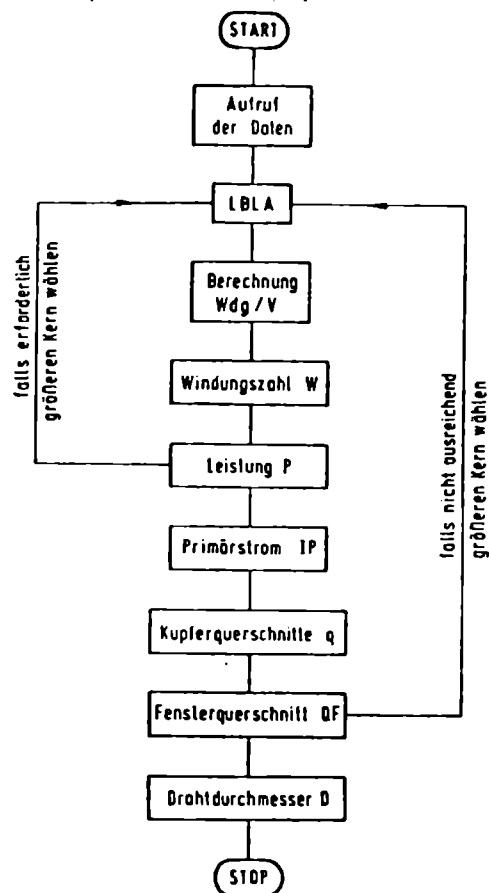 START
Aufruf
der Daten
LBLA
Berechnung
Wdg / V
Windungszahl W
Leistung P
Primärstrom IP
Kupferquerschnitte q
Fensterquerschnitt QF
Drahtdurchmesser D
STOP
falls erforderlich
größeren Kern wählen
falls nicht ausreichend
größeren Kern wählen